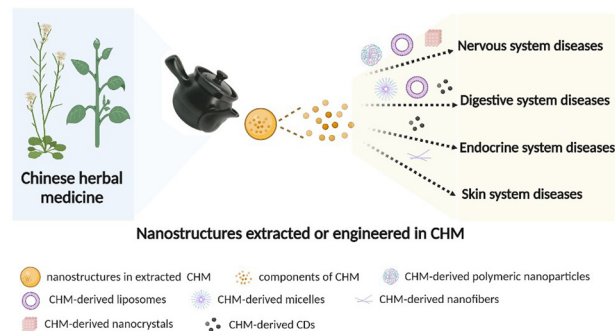 Nervous system diseases
Digestive system diseases
Endocrine system diseases
Skin system diseases
Chinese herbal
medicine
Nanostructures extracted or engineered in CHM
nanostructures in extracted CHM
components of CHM
CHM-derived polymeric nanoparticles
CHM-derived liposomes
CHM-derived micelles
CHM-derived nanofibers
CHM-derived nanocrystals
CHM-derived CDs